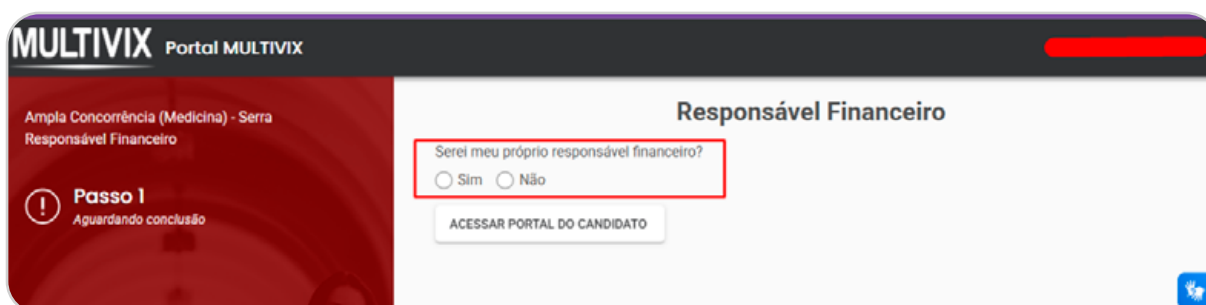 MULTIVIX Portal MULTIVIX
Ampla Concorrência (Medicina) - Serra
Responsável Financeiro
Passo 1
Aguardando conclusão
Responsável Financeiro
Serei meu próprio responsável financeiro?
Sim Não
ACESSAR PORTAL DO CANDIDATO